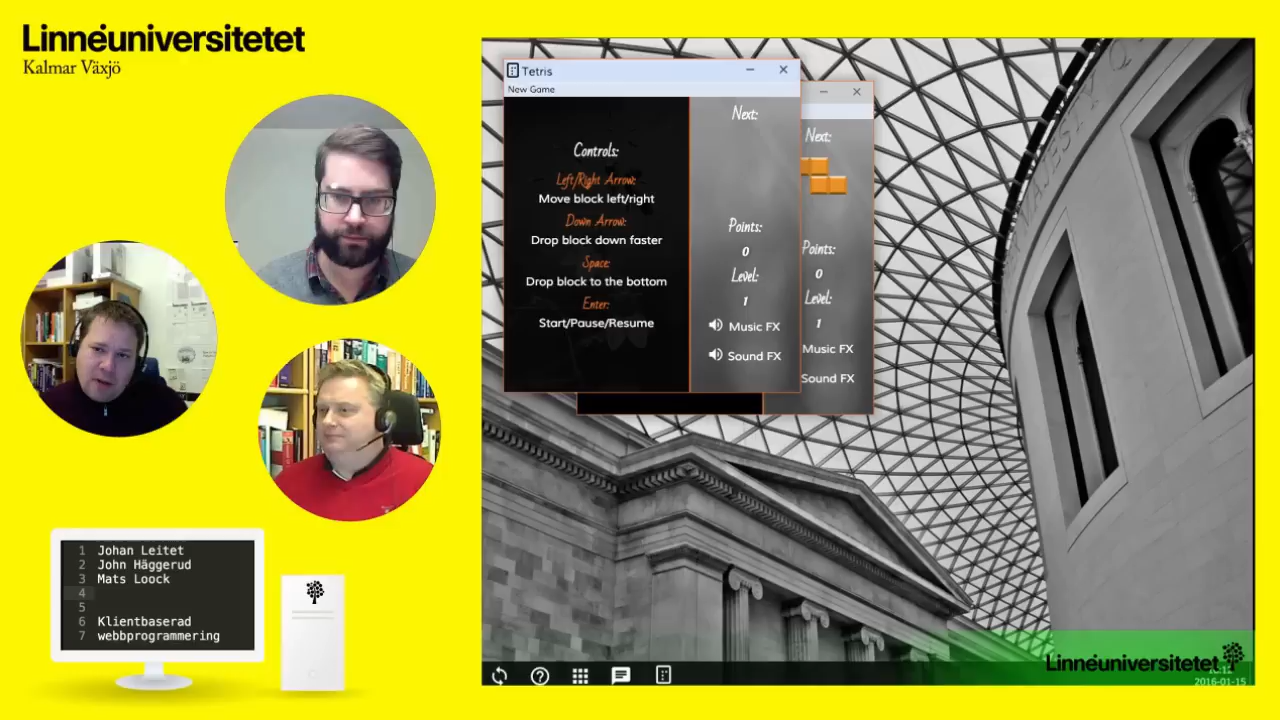 Linnéuniversitetet
Kalmar Växjö
1 Johan Leitet
2 John Häggerud
3 Mats Loock
4
5
6 Klientbaserad
7 webbprogrammering
Tetris
New Game
Controls:
Left/Right Arrow:
Move block left/right
Down Arrow:
Drop block down faster
Space:
Drop block to the bottom
Enter:
Start/Pause/Resume
Next:
Points:
0
Level:
1
Music FX
Sound FX
Next:
Points:
0
Level:
1
Music FX
Sound FX
Linnéuniversitetet
2016-01-15